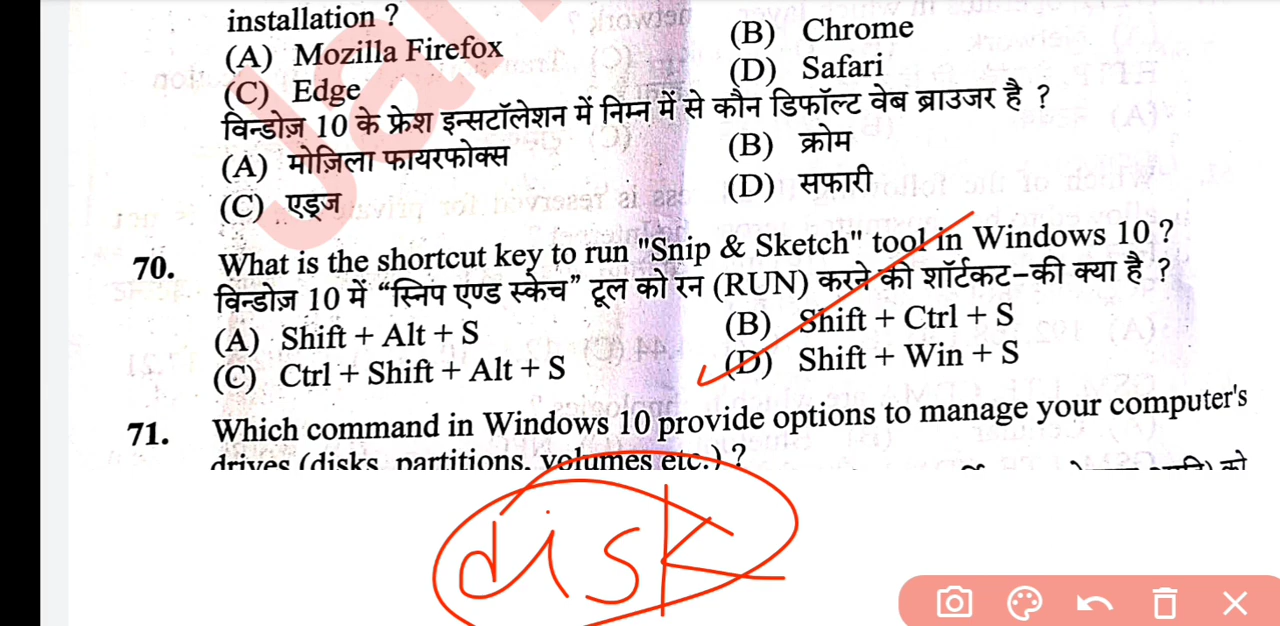 installation ?
(A) Mozilla Firefox
(B) Chrome
(C) Edge
(D) Safari
विन्डोज़ 10 के फ्रेश इन्सटॉलेशन में निम्न में से कौन डिफॉल्ट वेब ब्राउजर है ?
(A) मोज़िला फायरफोक्स
(B) क्रोम
(C) एड्ज
(D) सफारी
70. What is the shortcut key to run "Snip & Sketch" tool in Windows 10 ?
विन्डोज़ 10 में “स्निप एण्ड स्केच” टूल को रन (RUN) करने की शॉर्टकट-की क्या है ?
(A) Shift + Alt + S
(B) Shift + Ctrl + S
(C) Ctrl + Shift + Alt + S
(D) Shift + Win + S
71. Which command in Windows 10 provide options to manage your computer's
drives (disks, partitions, volumes etc.) ?
disk